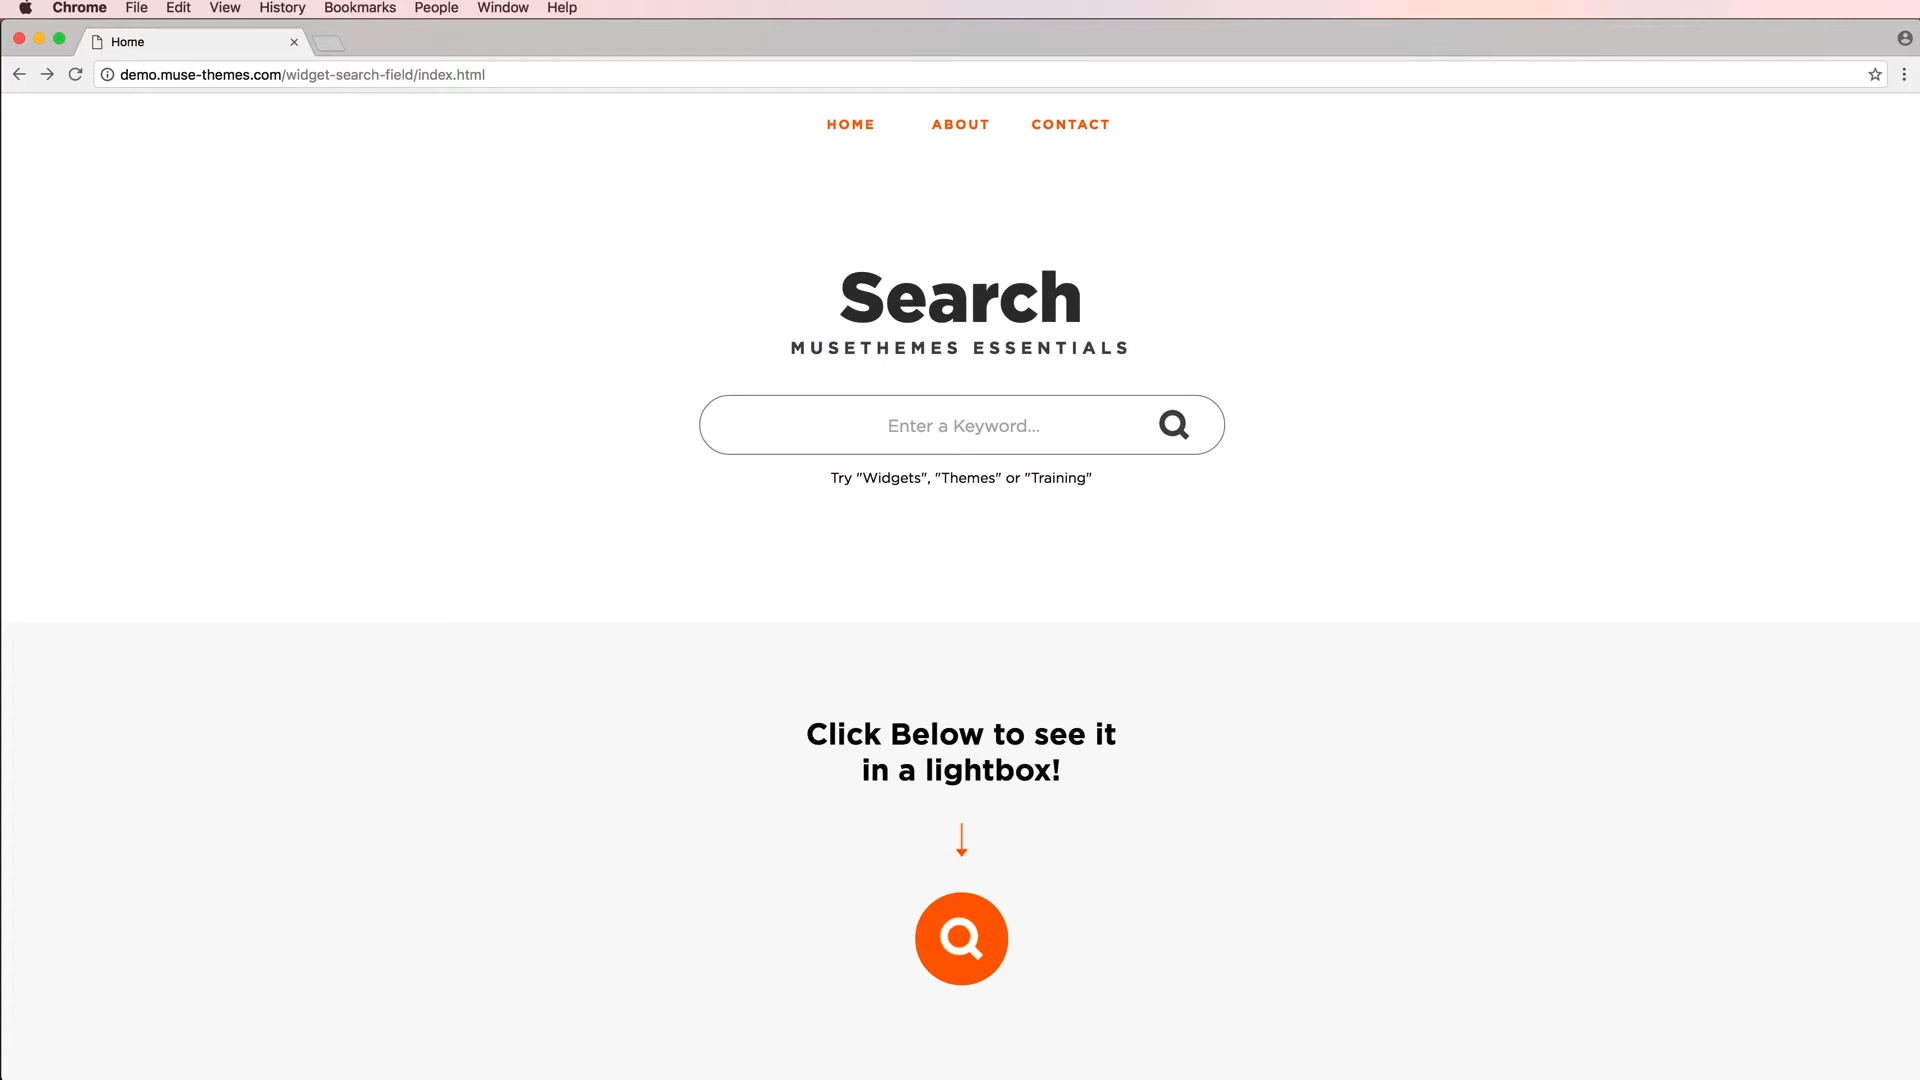 Chrome File Edit View History Bookmarks People Window Help
Home
demo.muse-themes.com/widget-search-field/index.html
HOME ABOUT CONTACT
Search
MUSETHEMES ESSENTIALS
Enter a Keyword...
Try "Widgets", "Themes" or "Training"
Click Below to see it
in a lightbox!